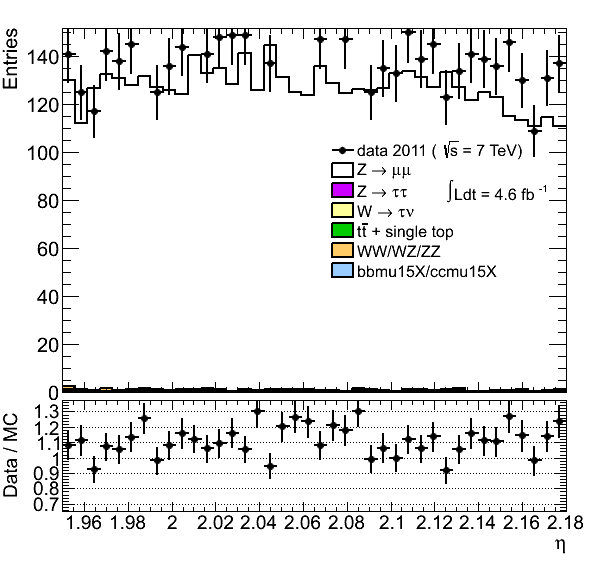 Entries
140
120
100
80
60
40
20
0
data 2011 ( √s = 7 TeV)
Z → μμ
Z → ττ
∫Ldt = 4.6 fb⁻¹
W → τν
tt̄ + single top
WW/WZ/ZZ
bbmu15X/ccmu15X
Data / MC
1.3
1.2
1.1
1
0.9
0.8
0.7
1.96 1.98 2 2.02 2.04 2.06 2.08 2.1 2.12 2.14 2.16 2.18
η